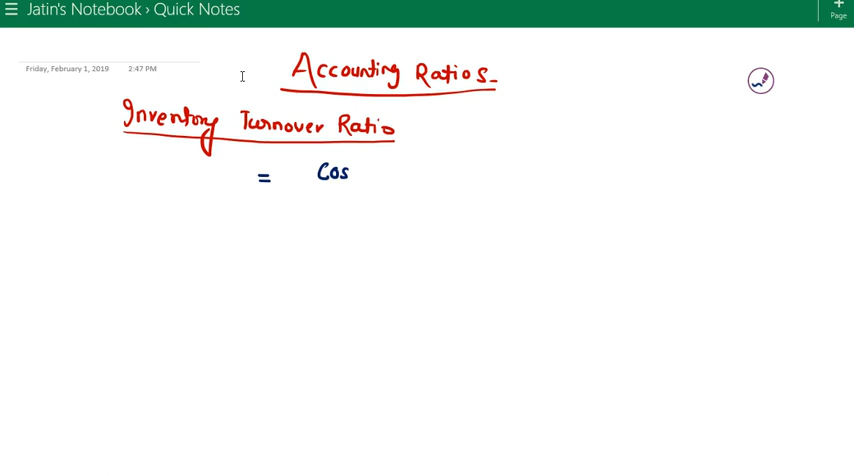 Jatin's Notebook › Quick Notes
Page
Friday, February 1, 2019 2:47 PM
Accounting Ratios
Inventory Turnover Ratio
= Cos